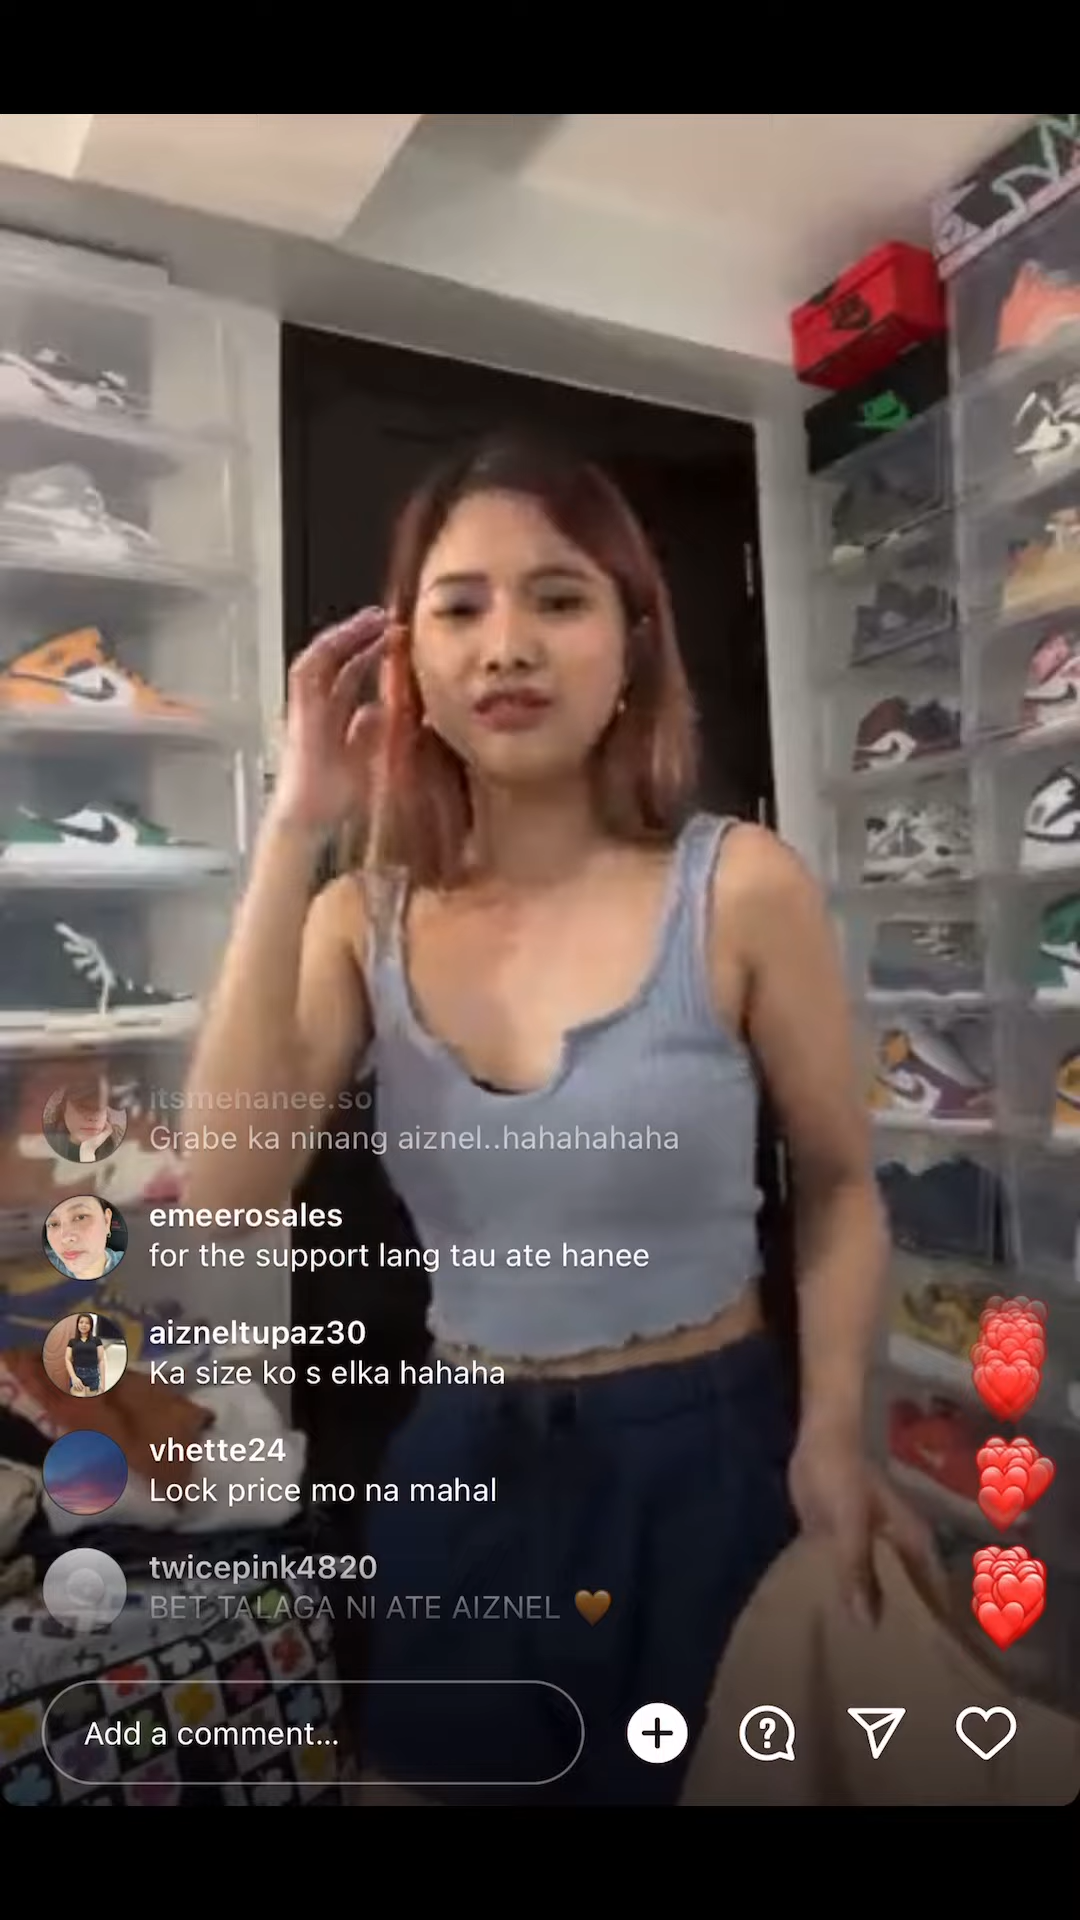 itsmehanee.so
Grabe ka ninang aiznel..hahahahaha
emeerosales
for the support lang tau ate hanee
aizneltupaz30
Ka size ko s elka hahaha
vhette24
Lock price mo na mahal
twicepink4820
BET TALAGA NI ATE AIZNEL 🧡
Add a comment...